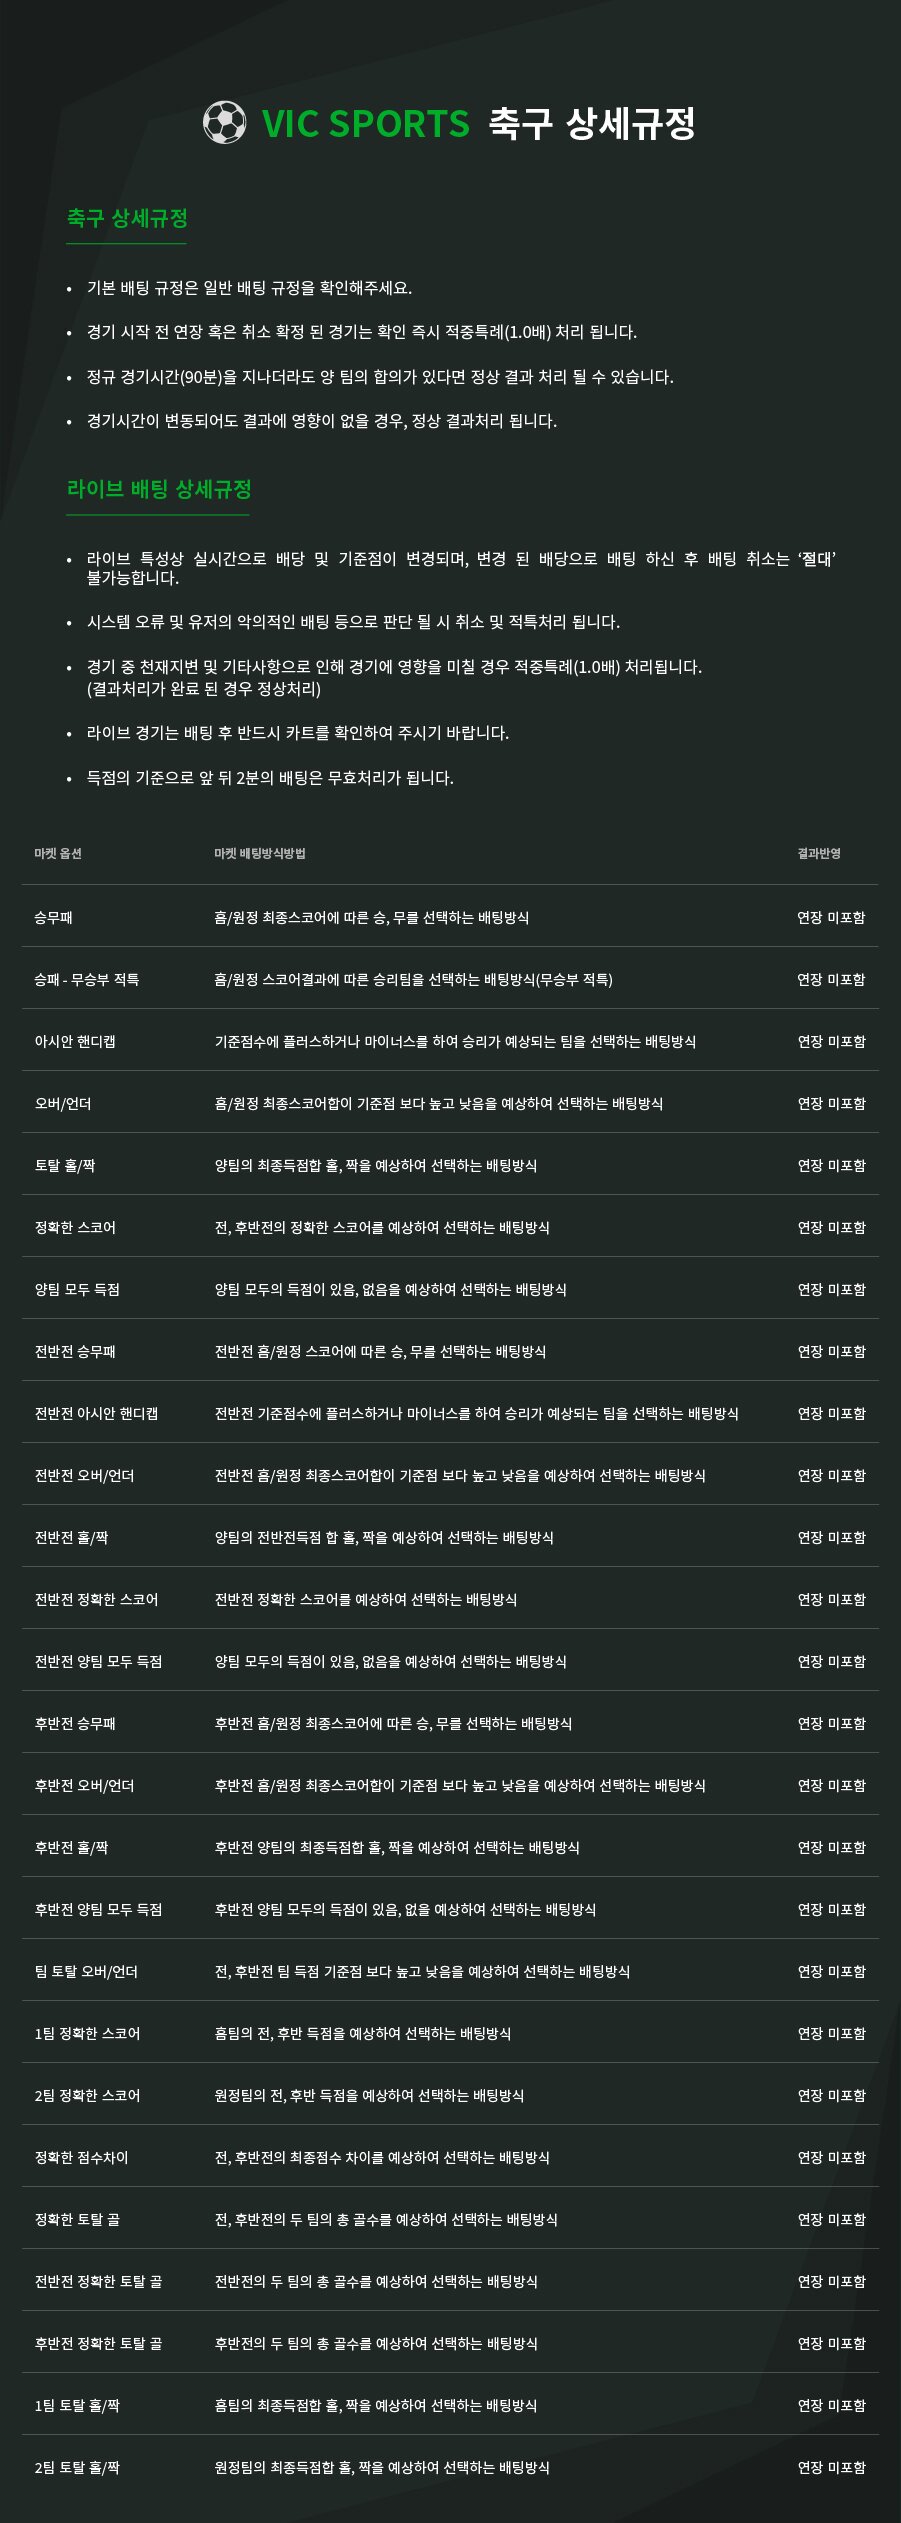 VIC SPORTS 축구 상세규정
축구 상세규정
• 기본 배팅 규정은 일반 배팅 규정을 확인해주세요.
• 경기 시작 전 연장 혹은 취소 확정 된 경기는 확인 즉시 적중특례(1.0배) 처리 됩니다.
• 정규 경기시간(90분)을 지나더라도 양 팀의 합의가 있다면 정상 결과 처리 될 수 있습니다.
• 경기시간이 변동되어도 결과에 영향이 없을 경우, 정상 결과처리 됩니다.
라이브 배팅 상세규정
• 라이브 특성상 실시간으로 배당 및 기준점이 변경되며, 변경 된 배당으로 배팅 하신 후 배팅 취소는 ‘절대’
불가능합니다.
• 시스템 오류 및 유저의 악의적인 배팅 등으로 판단 될 시 취소 및 적특처리 됩니다.
• 경기 중 천재지변 및 기타사항으로 인해 경기에 영향을 미칠 경우 적중특례(1.0배) 처리됩니다.
(결과처리가 완료 된 경우 정상처리)
• 라이브 경기는 배팅 후 반드시 카트를 확인하여 주시기 바랍니다.
• 득점의 기준으로 앞 뒤 2분의 배팅은 무효처리가 됩니다.
마켓 옵션 마켓 배팅방식방법 결과반영
승무패 홈/원정 최종스코어에 따른 승, 무를 선택하는 배팅방식 연장 미포함
승패 - 무승부 적특 홈/원정 스코어결과에 따른 승리팀을 선택하는 배팅방식(무승부 적특) 연장 미포함
아시안 핸디캡 기준점수에 플러스하거나 마이너스를 하여 승리가 예상되는 팀을 선택하는 배팅방식 연장 미포함
오버/언더 홈/원정 최종스코어합이 기준점 보다 높고 낮음을 예상하여 선택하는 배팅방식 연장 미포함
토탈 홀/짝 양팀의 최종득점합 홀, 짝을 예상하여 선택하는 배팅방식 연장 미포함
정확한 스코어 전, 후반전의 정확한 스코어를 예상하여 선택하는 배팅방식 연장 미포함
양팀 모두 득점 양팀 모두의 득점이 있음, 없음을 예상하여 선택하는 배팅방식 연장 미포함
전반전 승무패 전반전 홈/원정 스코어에 따른 승, 무를 선택하는 배팅방식 연장 미포함
전반전 아시안 핸디캡 전반전 기준점수에 플러스하거나 마이너스를 하여 승리가 예상되는 팀을 선택하는 배팅방식 연장 미포함
전반전 오버/언더 전반전 홈/원정 최종스코어합이 기준점 보다 높고 낮음을 예상하여 선택하는 배팅방식 연장 미포함
전반전 홀/짝 양팀의 전반전득점 합 홀, 짝을 예상하여 선택하는 배팅방식 연장 미포함
전반전 정확한 스코어 전반전 정확한 스코어를 예상하여 선택하는 배팅방식 연장 미포함
전반전 양팀 모두 득점 양팀 모두의 득점이 있음, 없음을 예상하여 선택하는 배팅방식 연장 미포함
후반전 승무패 후반전 홈/원정 최종스코어에 따른 승, 무를 선택하는 배팅방식 연장 미포함
후반전 오버/언더 후반전 홈/원정 최종스코어합이 기준점 보다 높고 낮음을 예상하여 선택하는 배팅방식 연장 미포함
후반전 홀/짝 후반전 양팀의 최종득점합 홀, 짝을 예상하여 선택하는 배팅방식 연장 미포함
후반전 양팀 모두 득점 후반전 양팀 모두의 득점이 있음, 없을 예상하여 선택하는 배팅방식 연장 미포함
팀 토탈 오버/언더 전, 후반전 팀 득점 기준점 보다 높고 낮음을 예상하여 선택하는 배팅방식 연장 미포함
1팀 정확한 스코어 홈팀의 전, 후반 득점을 예상하여 선택하는 배팅방식 연장 미포함
2팀 정확한 스코어 원정팀의 전, 후반 득점을 예상하여 선택하는 배팅방식 연장 미포함
정확한 점수차이 전, 후반전의 최종점수 차이를 예상하여 선택하는 배팅방식 연장 미포함
정확한 토탈 골 전, 후반전의 두 팀의 총 골수를 예상하여 선택하는 배팅방식 연장 미포함
전반전 정확한 토탈 골 전반전의 두 팀의 총 골수를 예상하여 선택하는 배팅방식 연장 미포함
후반전 정확한 토탈 골 후반전의 두 팀의 총 골수를 예상하여 선택하는 배팅방식 연장 미포함
1팀 토탈 홀/짝 홈팀의 최종득점합 홀, 짝을 예상하여 선택하는 배팅방식 연장 미포함
2팀 토탈 홀/짝 원정팀의 최종득점합 홀, 짝을 예상하여 선택하는 배팅방식 연장 미포함